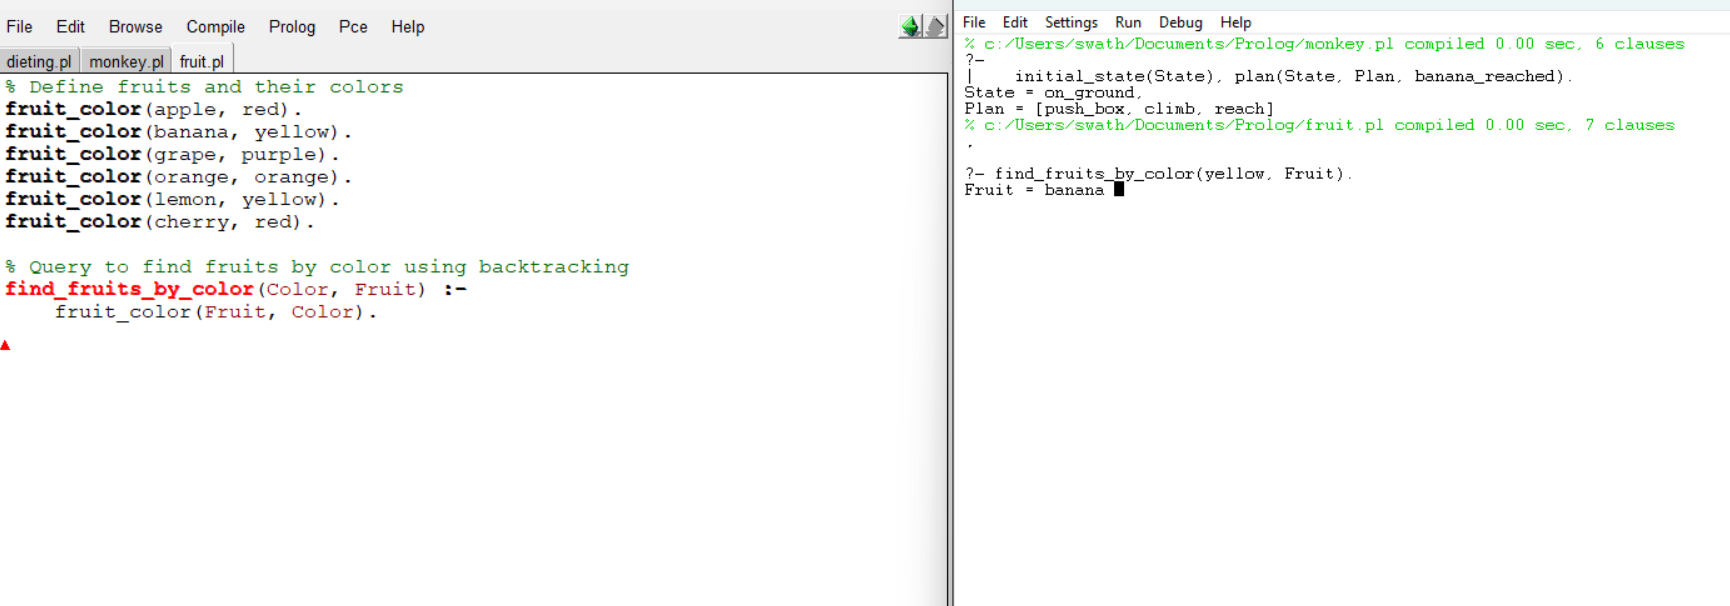 File Edit Browse Compile Prolog Pce Help
dieting.pl monkey.pl fruit.pl
% Define fruits and their colors
fruit_color(apple, red).
fruit_color(banana, yellow).
fruit_color(grape, purple).
fruit_color(orange, orange).
fruit_color(lemon, yellow).
fruit_color(cherry, red).
% Query to find fruits by color using backtracking
find_fruits_by_color(Color, Fruit) :-
    fruit_color(Fruit, Color).
File Edit Settings Run Debug Help
% c:/Users/swath/Documents/Prolog/monkey.pl compiled 0.00 sec, 6 clauses
?-
|    initial_state(State), plan(State, Plan, banana_reached).
State = on_ground,
Plan = [push_box, climb, reach]
% c:/Users/swath/Documents/Prolog/fruit.pl compiled 0.00 sec, 7 clauses
.
?- find_fruits_by_color(yellow, Fruit).
Fruit = banana